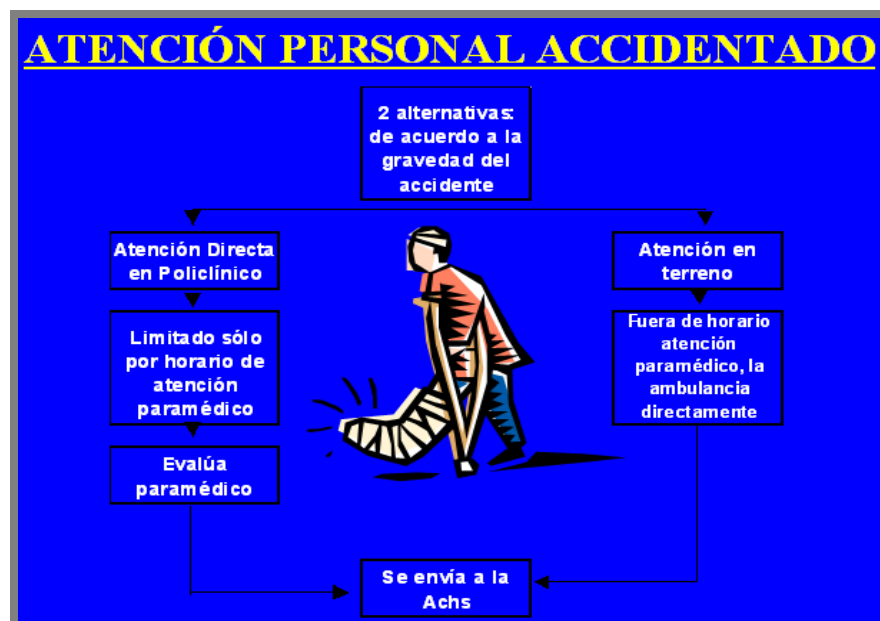 ATENCIÓN PERSONAL ACCIDENTADO
2 alternativas:
de acuerdo a la
gravedad del
accidente
Atención Directa
en Policlínico
Limitado sólo
por horario de
atención
paramédico
Evalúa
paramédico
Atención en
terreno
Fuera de horario
atención
paramédico, la
ambulancia
directamente
Se envía a la
Achs